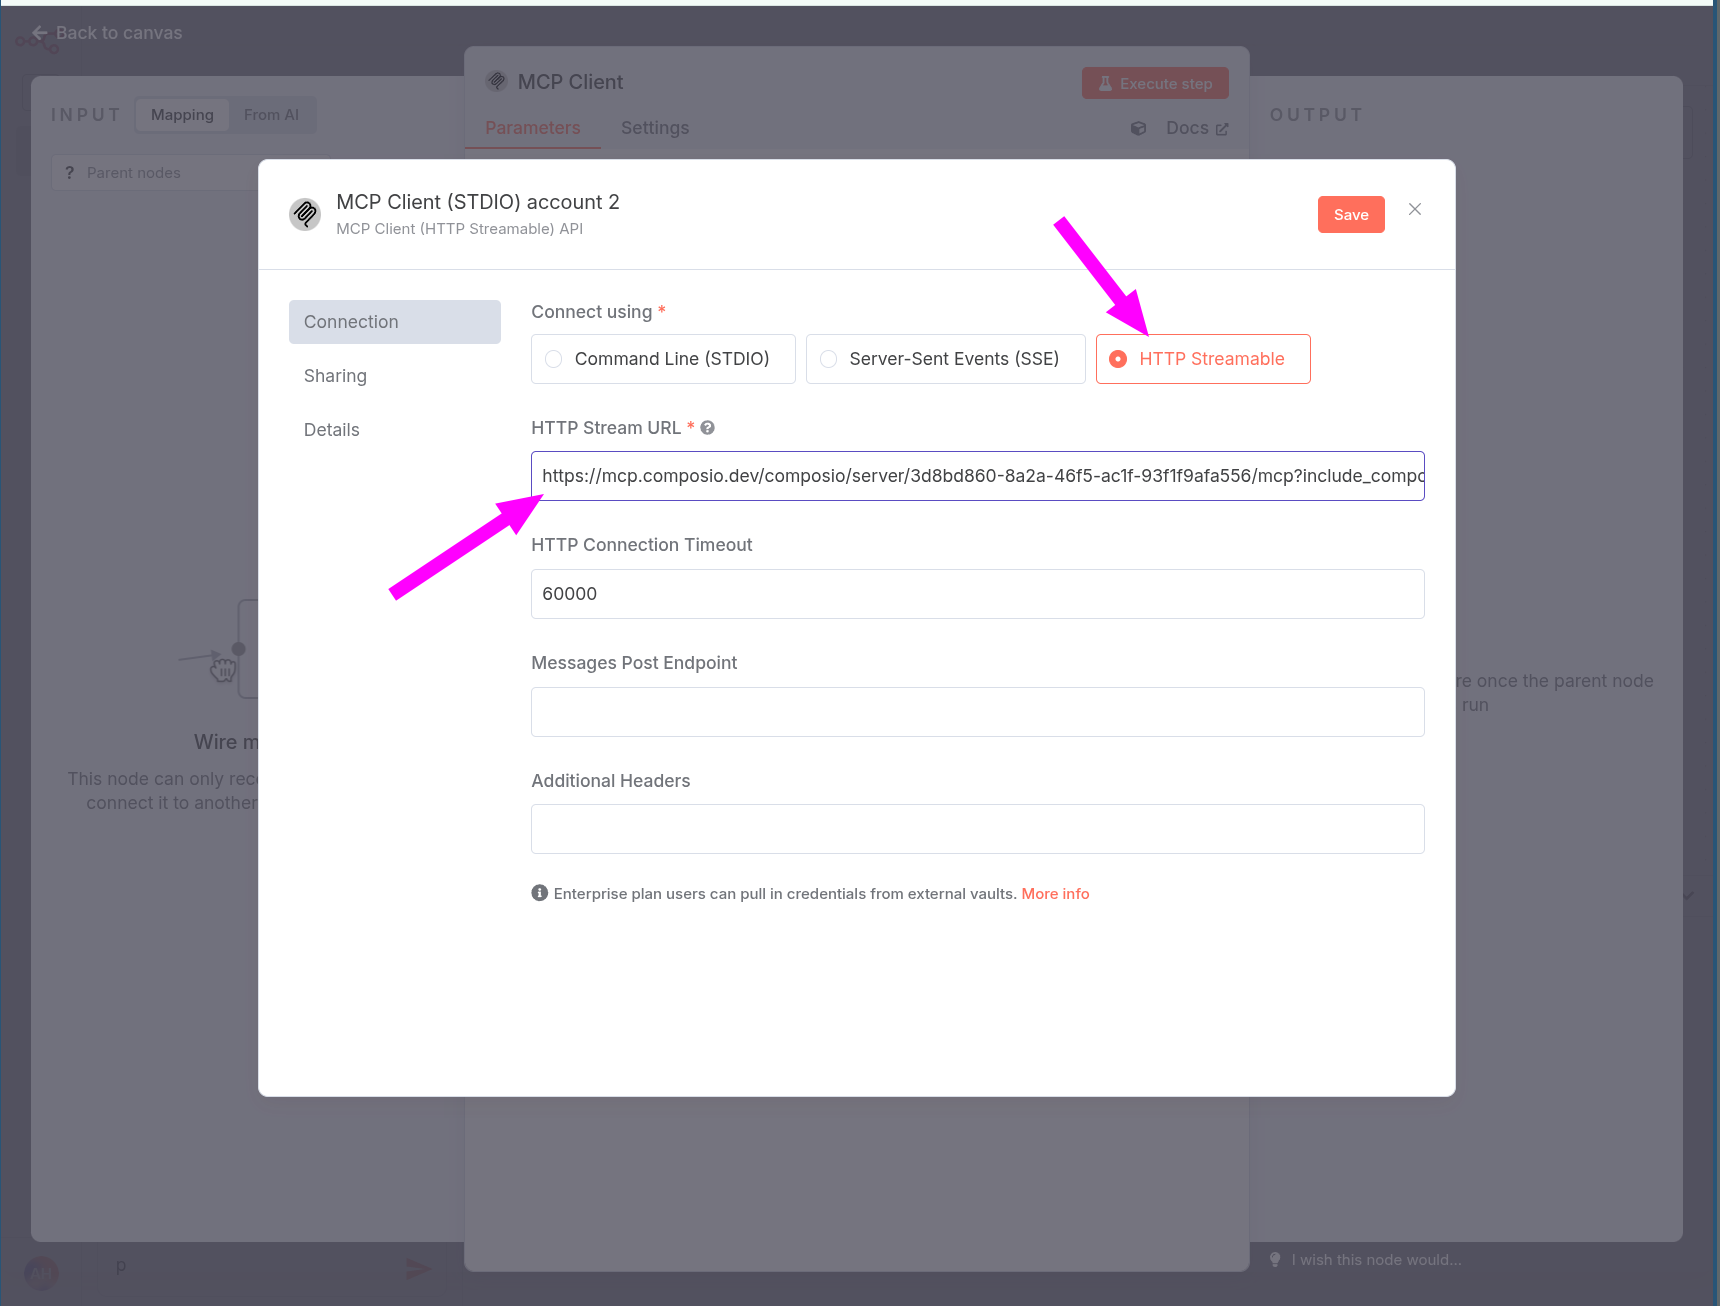 Back to canvas
MCP Client
Execute step
INPUT
Mapping
From AI
Parameters
Settings
Docs
OUTPUT
? Parent nodes
MCP Client (STDIO) account 2
MCP Client (HTTP Streamable) API
Save
Connection
Sharing
Details
Connect using *
Command Line (STDIO)
Server-Sent Events (SSE)
HTTP Streamable
HTTP Stream URL *
https://mcp.composio.dev/composio/server/3d8bd860-8a2a-46f5-ac1f-93f1f9afa556/mcp?include_compo
HTTP Connection Timeout
60000
Messages Post Endpoint
Additional Headers
Enterprise plan users can pull in credentials from external vaults. More info
Wire m
This node can only rec
connect it to another
re once the parent node
run
AH
p
I wish this node would...